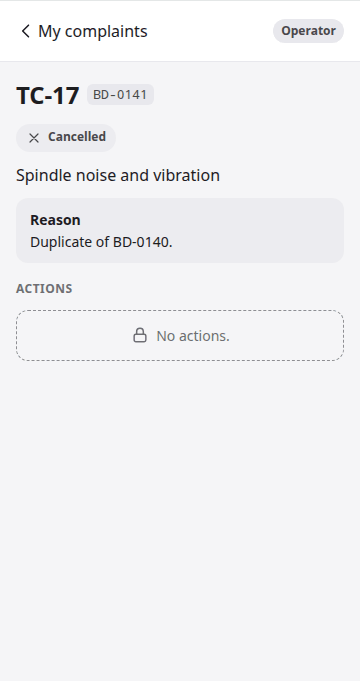 My complaints
Operator
TC-17 BD-0141
Cancelled
Spindle noise and vibration
Reason
Duplicate of BD-0140.
ACTIONS
No actions.